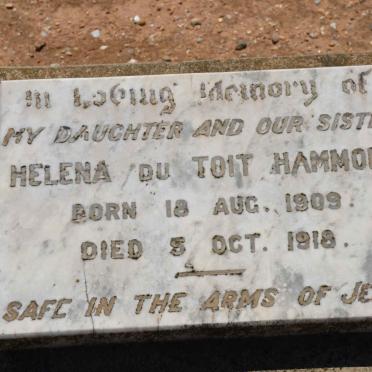 In Loving Memory of
MY DAUGHTER AND OUR SISTE
HELENA DU TOIT HAMMO
BORN 18 AUG. 1909.
DIED 5 OCT. 1918.
SAFE IN THE ARMS OF JE